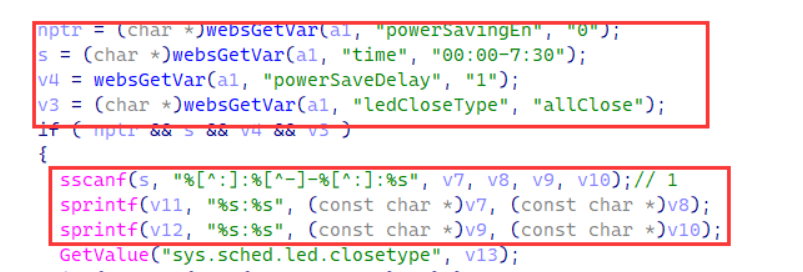 nptr = (char *)websGetVar(a1, "powerSavingEn", "0");
s = (char *)websGetVar(a1, "time", "00:00-7:30");
v4 = websGetVar(a1, "powerSaveDelay", "1");
v3 = (char *)websGetVar(a1, "ledCloseType", "allClose");
if ( nptr && s && v4 && v3 )
{
sscanf(s, "%[^:]:%[^-]-%[^:]:%s", v7, v8, v9, v10);// 1
sprintf(v11, "%s:%s", (const char *)v7, (const char *)v8);
sprintf(v12, "%s:%s", (const char *)v9, (const char *)v10);
GetValue("sys.sched.led.closetype", v13);